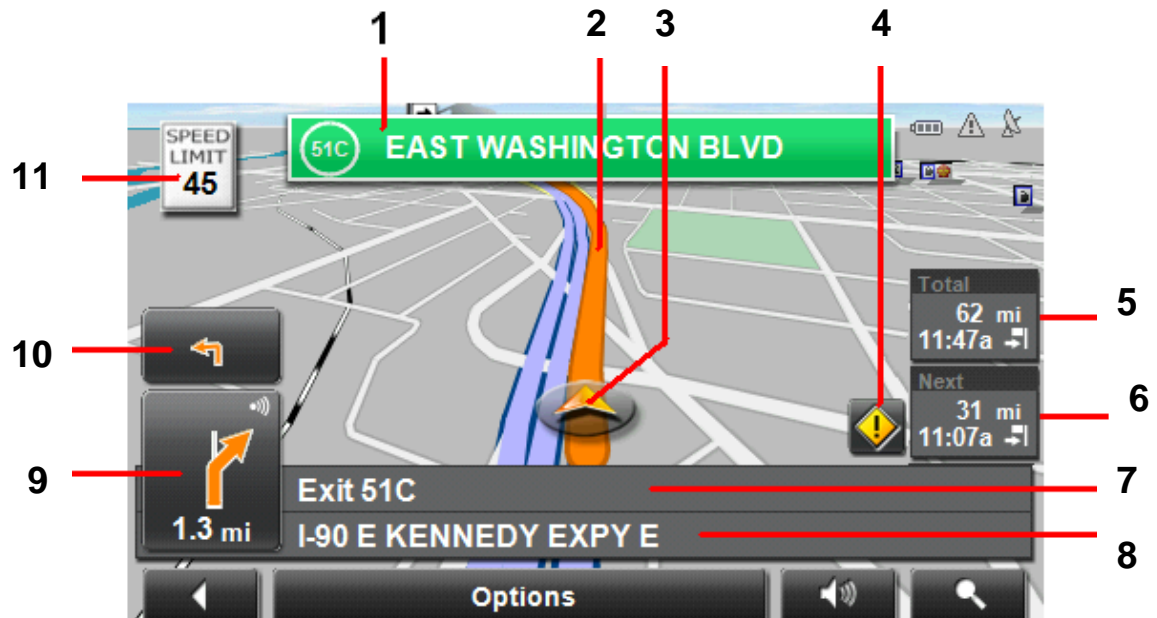 1
2
3
4
SPEED
LIMIT
45
51C EAST WASHINGTON BLVD
11
Total
62 mi
11:47a
5
10
Next
31 mi
11:07a
6
9
1.3 mi
Exit 51C
7
I-90 E KENNEDY EXPY E
8
Options